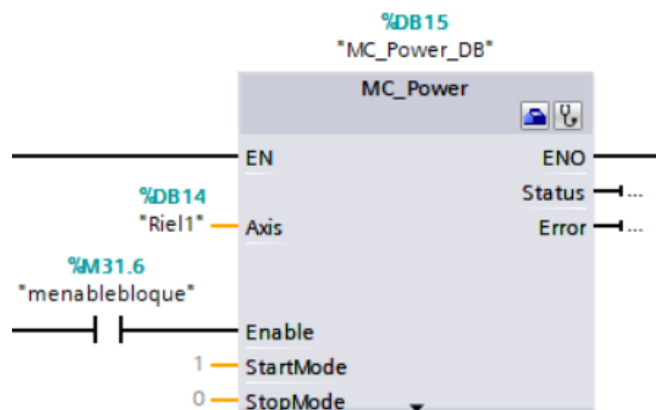 %DB15
"MC_Power_DB"
MC_Power
EN ENO
Status ...
%DB14
"Riel1" Axis Error ...
%M31.6
"menablebloque"
Enable
1 StartMode
0 StopMode